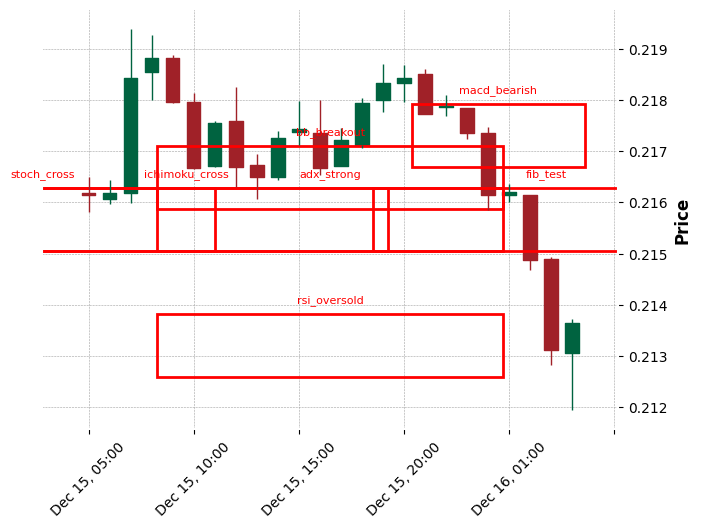 0.219
macd_bearish
0.218
bb_breakout
0.217
stoch_cross
ichimoku_cross
adx_strong
fib_test
0.216
Price
0.215
0.214
rsi_oversold
0.213
0.212
Dec 15, 05:00
Dec 15, 10:00
Dec 15, 15:00
Dec 15, 20:00
Dec 16, 01:00